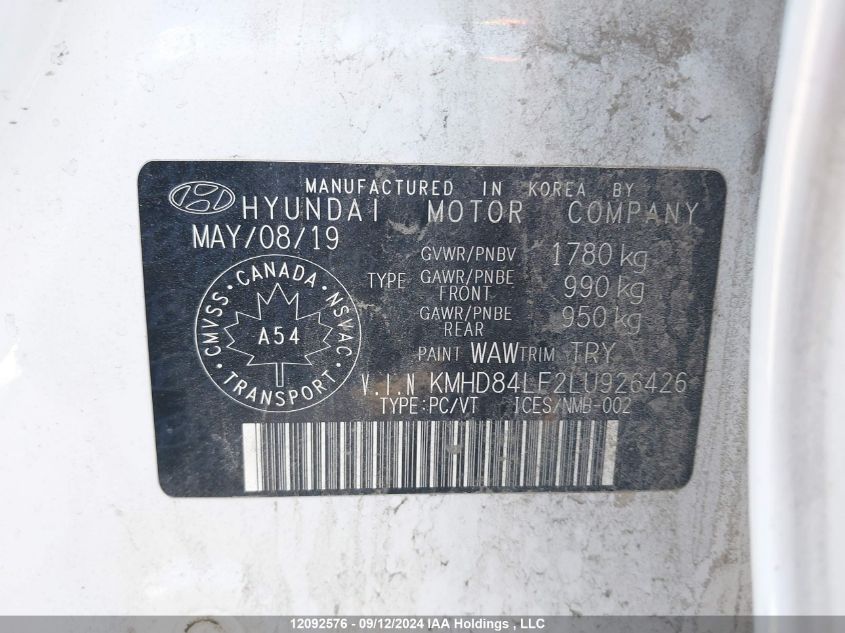 MANUFACTURED IN KOREA BY
HYUNDAI MOTOR COMPANY
MAY/08/19
GVWR/PNBV 1780 kg
TYPE GAWR/PNBE FRONT 990 kg
GAWR/PNBE REAR 950 kg
PAINT WAW TRIM TRY
V.I.N KMHD84LF2LU926426
TYPE:PC/VT ICES/NMB-002
CMVSS · CANADA · NSVAC · TRANSPORT ·
A54
12092576 - 09/12/2024 IAA Holdings , LLC